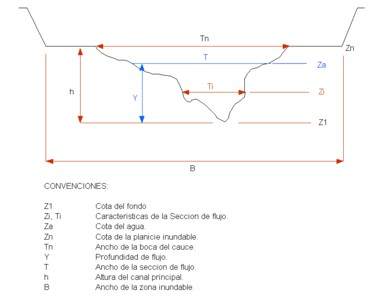 Tn
Zn
T
Za
h
Y
Ti
Zi
Z1
B
CONVENCIONES:
Z1 Cota del fondo
Zi, Ti Caracteristicas de la Seccion de flujo.
Za Cota del agua.
Zn Cota de la planicie inundable.
Tn Ancho de la boca del cauce.
Y Profundidad de flujo.
T Ancho de la seccion de flujo.
h Altura del canal principal.
B Ancho de la zona inundable.